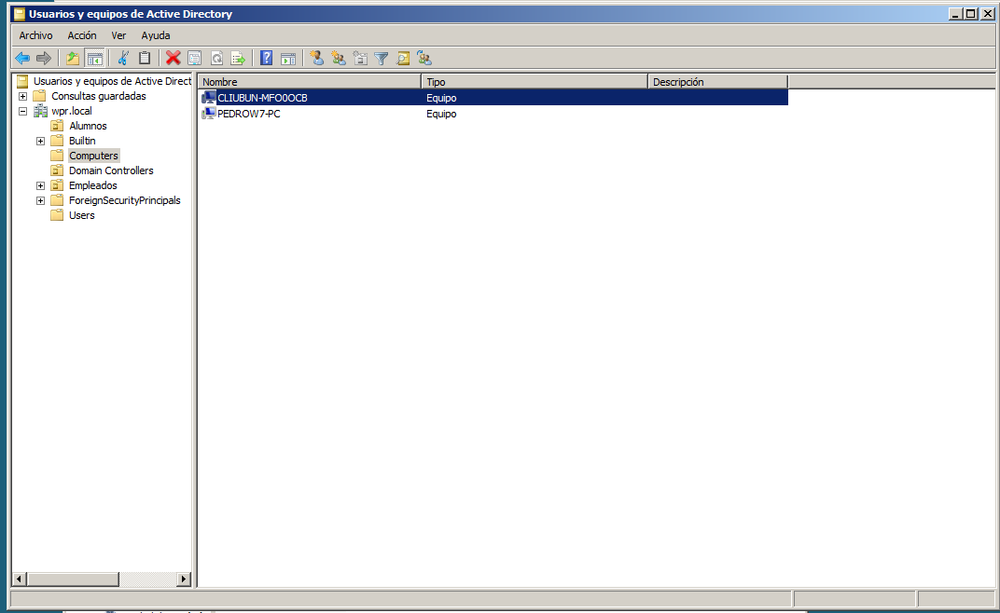 Usuarios y equipos de Active Directory
Archivo Acción Ver Ayuda
Usuarios y equipos de Active Direct
Consultas guardadas
wpr.local
Alumnos
Builtin
Computers
Domain Controllers
Empleados
ForeignSecurityPrincipals
Users
Nombre Tipo Descripción
CLIUBUN-MFO0OCB Equipo
PEDROW7-PC Equipo